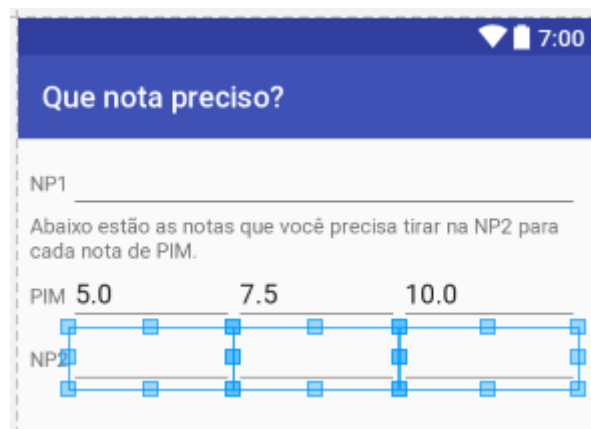 7:00
Que nota preciso?
NP1
Abaixo estão as notas que você precisa tirar na NP2 para
cada nota de PIM.
PIM 5.0 7.5 10.0
NP2